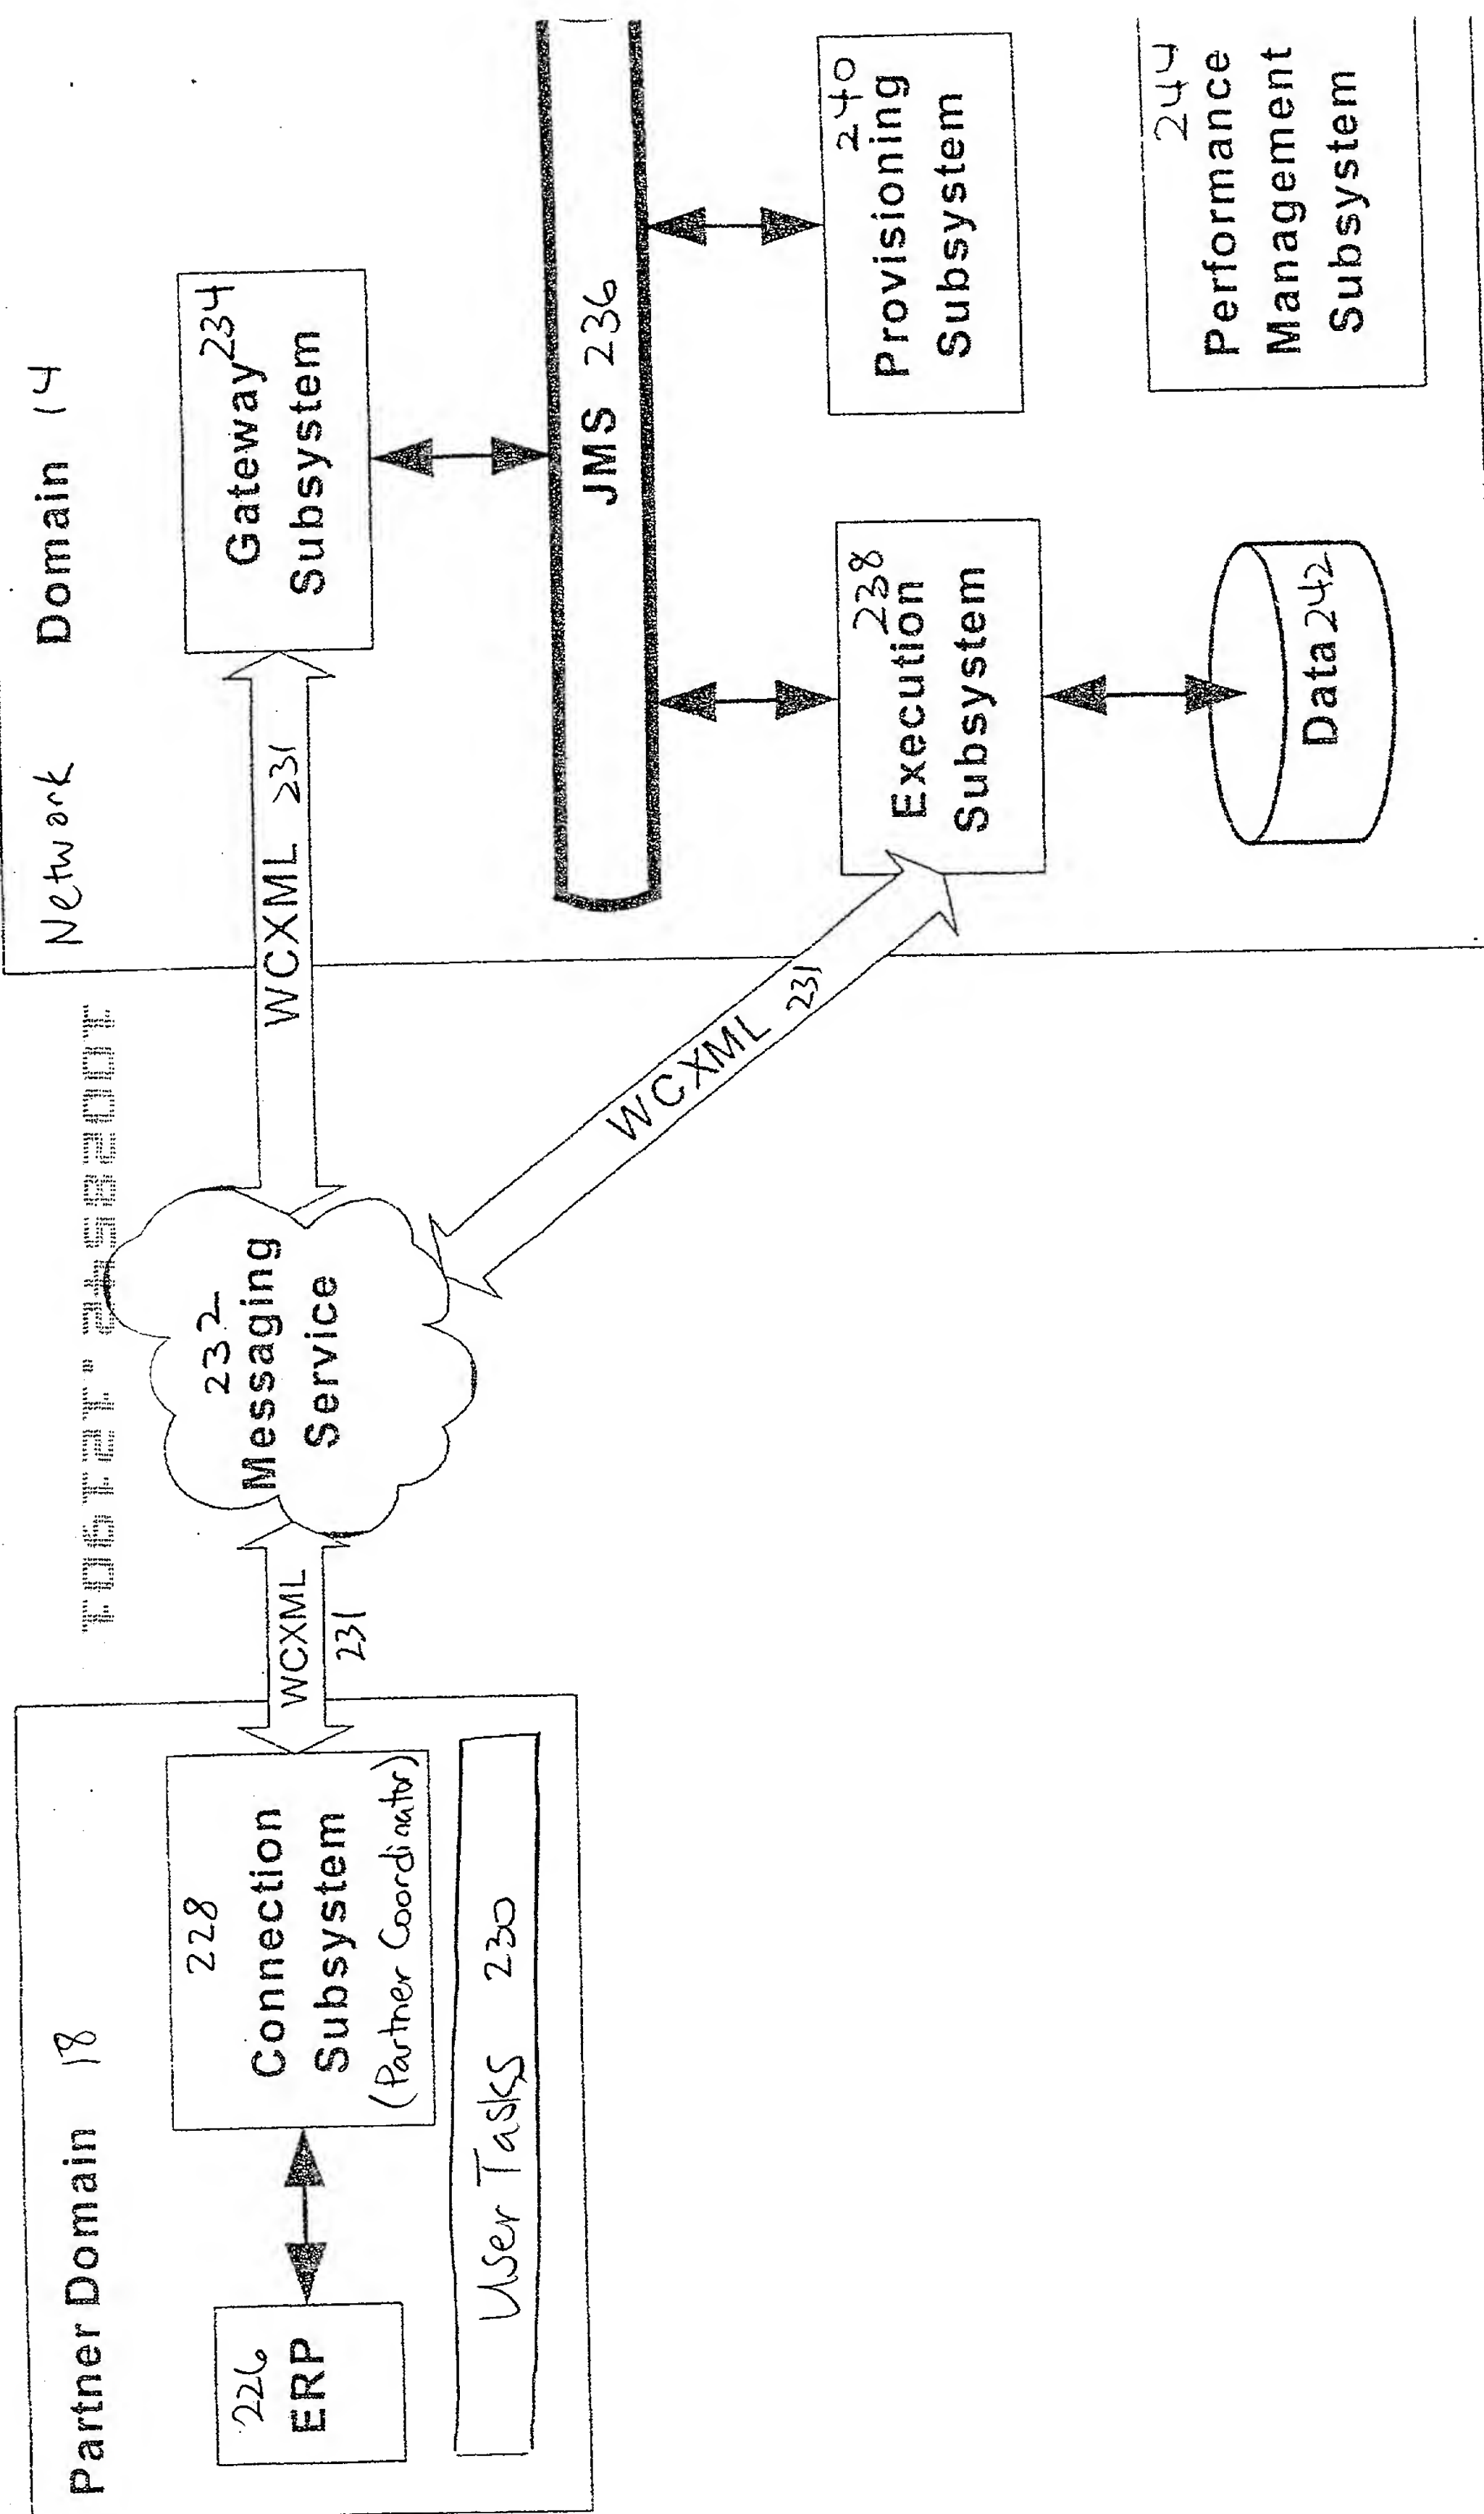 Partner Domain 18
226
ERP
228
Connection
Subsystem
(Partner Coordinator)
User Tasks 230
WCXML
231
232
Messaging
Service
WCXML 231
WCXML 231
Network Domain 14
Gateway 234
Subsystem
JMS 236
238
Execution
Subsystem
240
Provisioning
Subsystem
Data 242
244
Performance
Management
Subsystem